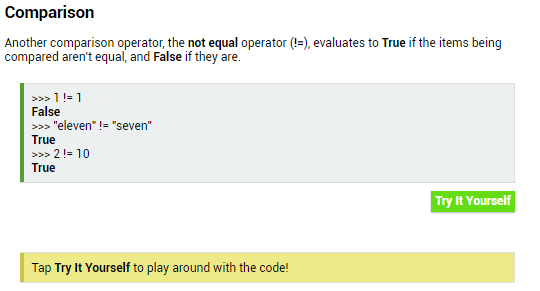 Comparison
Another comparison operator, the not equal operator (!=), evaluates to True if the items being
compared aren't equal, and False if they are.
>>> 1 != 1
False
>>> "eleven" != "seven"
True
>>> 2 != 10
True
Try It Yourself
Tap Try It Yourself to play around with the code!